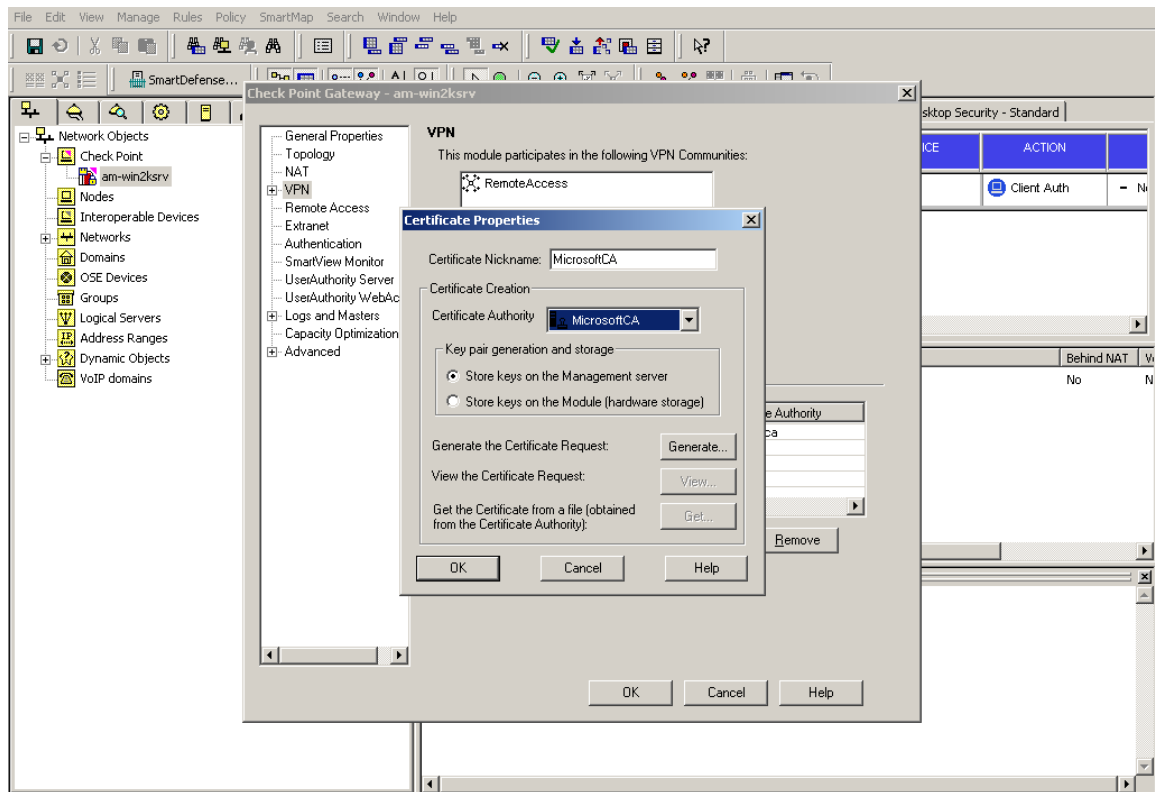 File Edit View Manage Rules Policy SmartMap Search Window Help
SmartDefense...
Check Point Gateway - am-win2ksrv
sktop Security - Standard
Network Objects
Check Point
am-win2ksrv
Nodes
Interoperable Devices
Networks
Domains
OSE Devices
Groups
Logical Servers
Address Ranges
Dynamic Objects
VoIP domains
General Properties
Topology
NAT
VPN
Remote Access
Extranet
Authentication
SmartView Monitor
UserAuthority Server
UserAuthority WebAc
Logs and Masters
Capacity Optimization
Advanced
VPN
This module participates in the following VPN Communities:
RemoteAccess
Certificate Properties
Certificate Nickname: MicrosoftCA
Certificate Creation
Certificate Authority MicrosoftCA
Key pair generation and storage
Store keys on the Management server
Store keys on the Module (hardware storage)
Generate the Certificate Request: Generate...
View the Certificate Request: View...
Get the Certificate from a file (obtained
from the Certificate Authority): Get...
OK Cancel Help
e Authority
ca
Remove
OK Cancel Help
ICE ACTION
Client Auth
Behind NAT
No